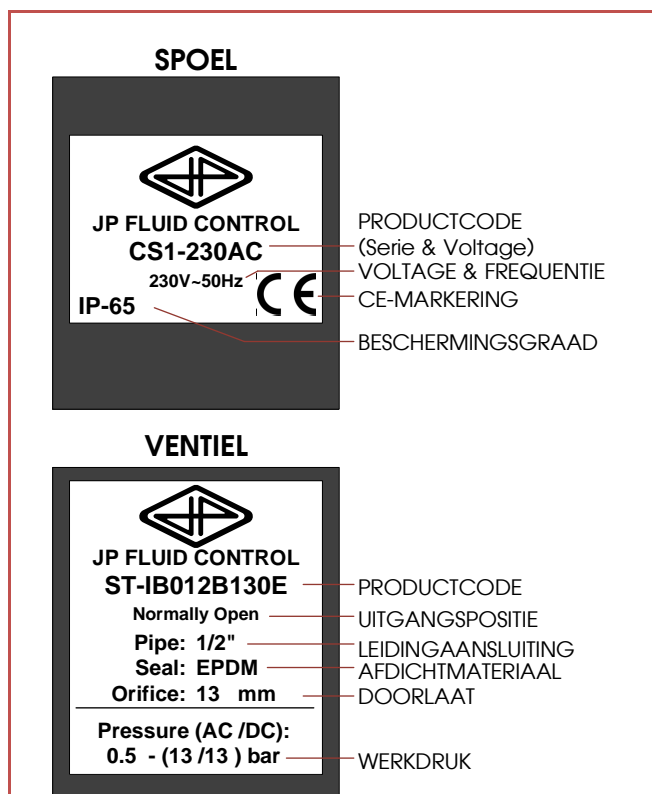 SPOEL
JP
JP FLUID CONTROL
CS1-230AC
230V~50Hz
CE
IP-65
PRODUCTCODE
(Serie & Voltage)
VOLTAGE & FREQUENTIE
CE-MARKERING
BESCHERMINGSGRAAD
VENTIEL
JP
JP FLUID CONTROL
ST-IB012B130E
Normally Open
Pipe: 1/2"
Seal: EPDM
Orifice: 13 mm
Pressure (AC /DC):
0.5 - (13 /13 ) bar
PRODUCTCODE
UITGANGSPOSITIE
LEIDINGAANSLUITING
AFDICHTMATERIAAL
DOORLAAT
WERKDRUK